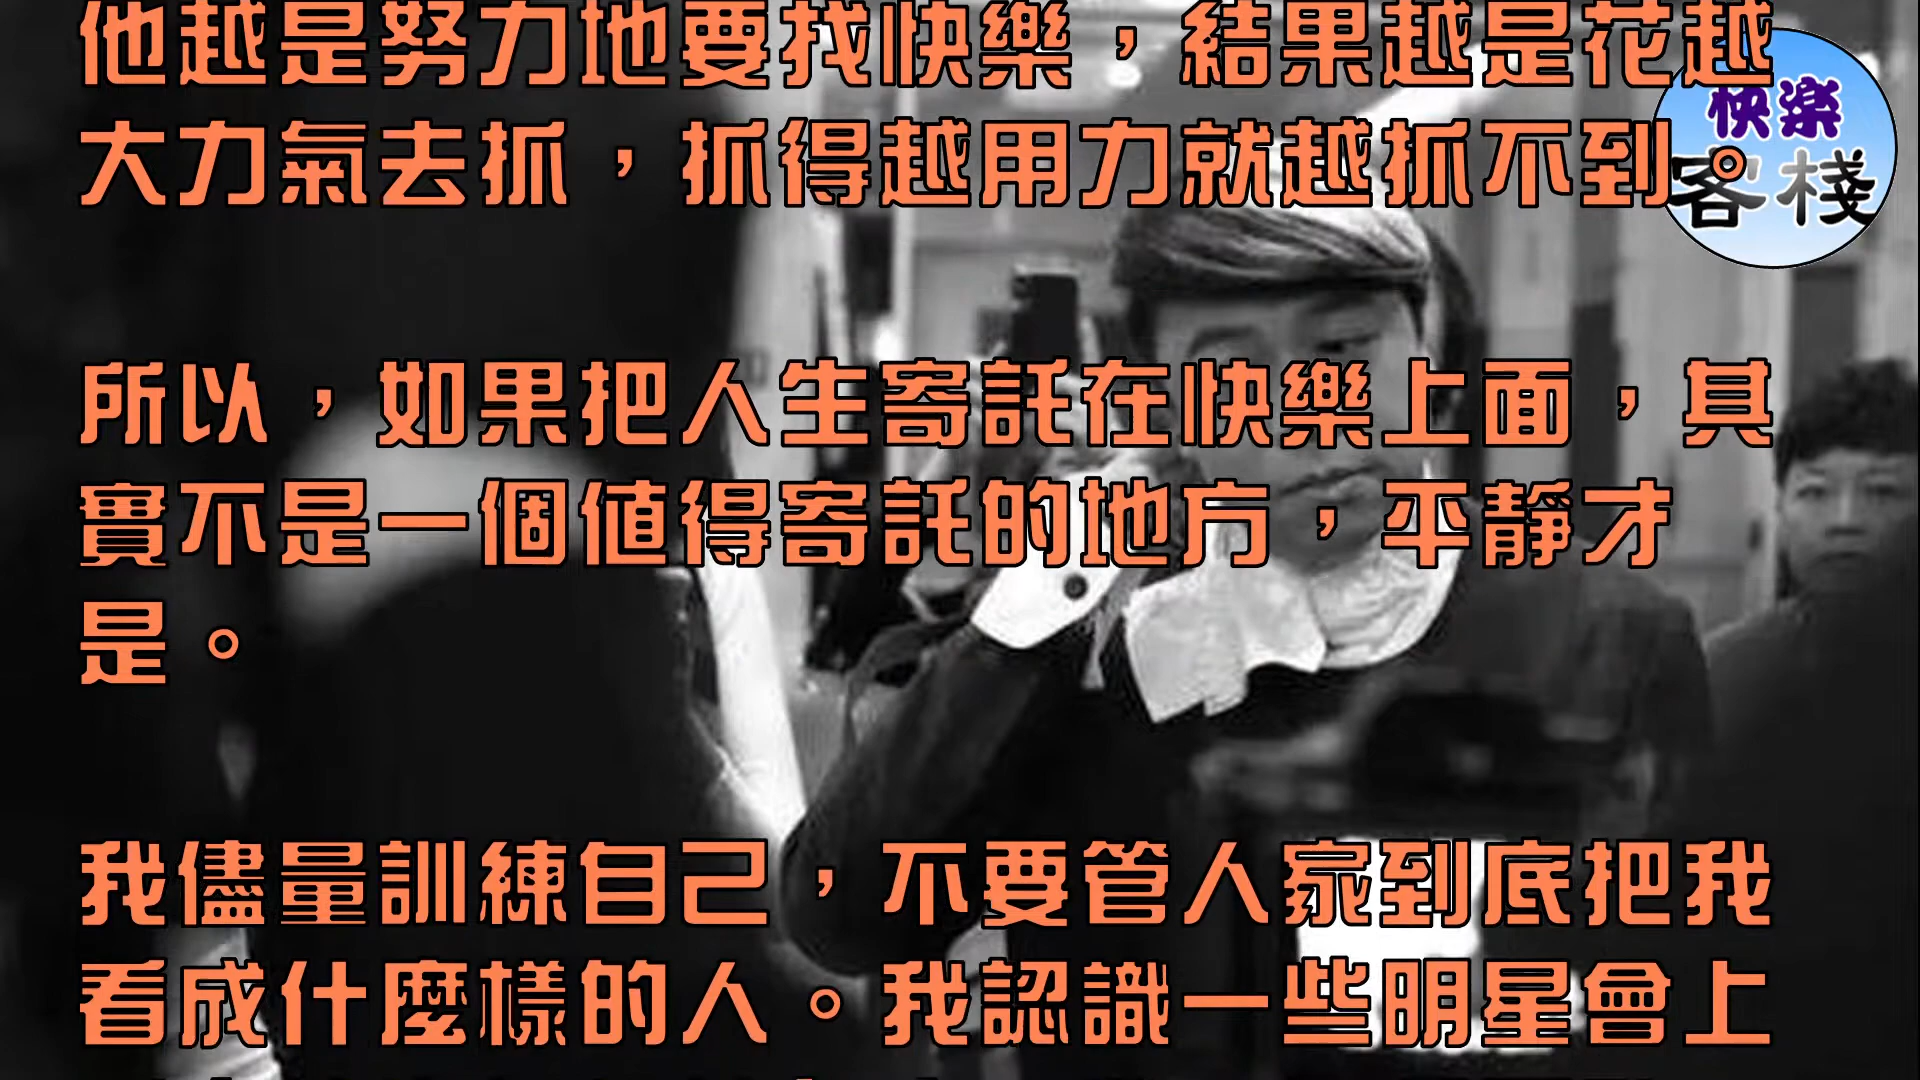 他越是努力地要找快樂，結果越是花越
大力氣去抓，抓得越用力就越抓不到。
快樂
客棧
所以，如果把人生寄託在快樂上面，其
實不是一個值得寄託的地方，平靜才
是。
我儘量訓練自己，不要管人家到底把我
看成什麼樣的人。我認識一些明星會上